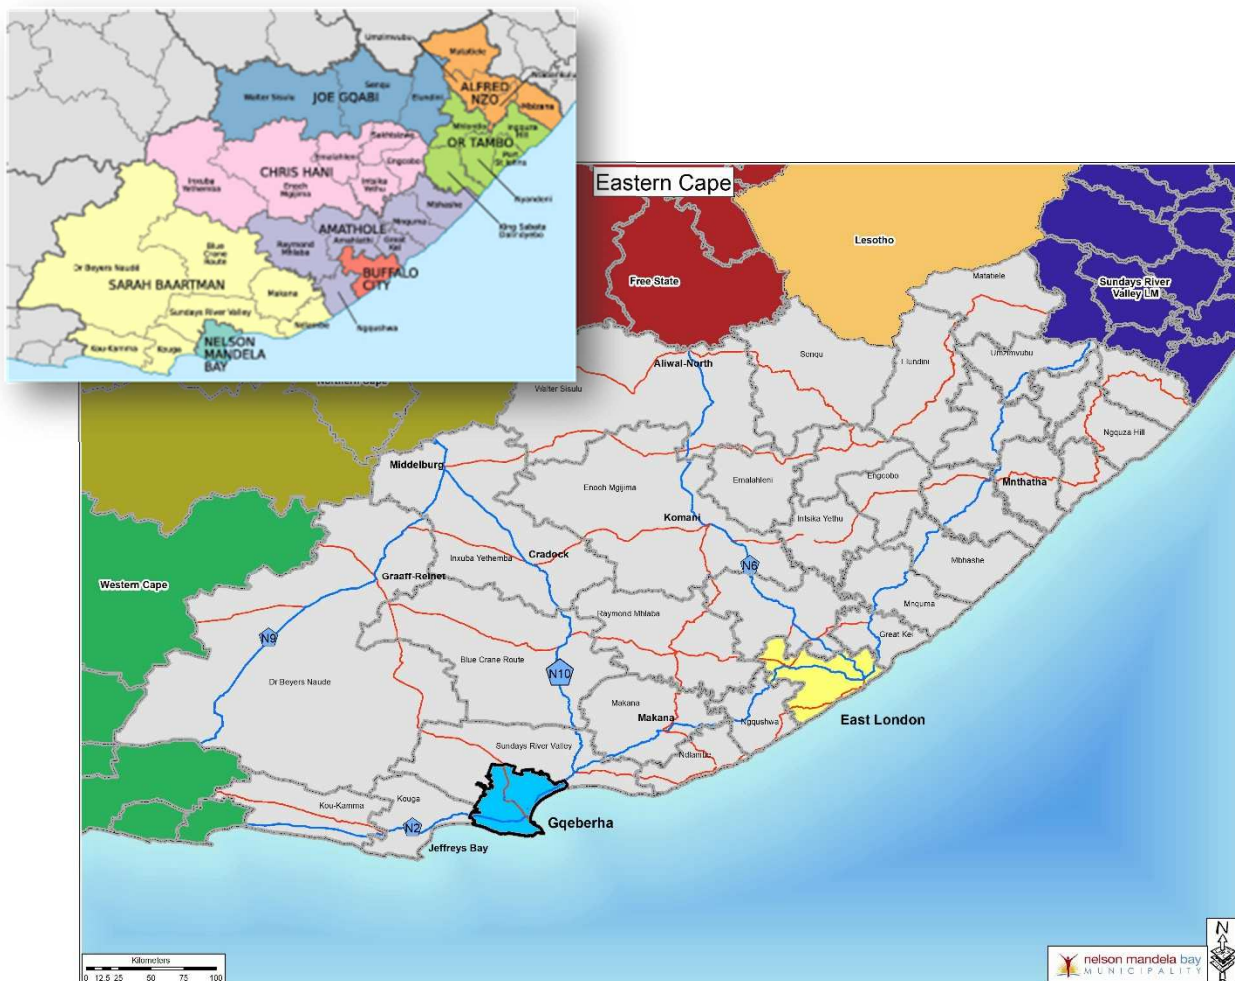 Umzimvubu
Matatiele
ALFRED
NZO
Mbizana
Walter Sisulu
JOE GQABI
Senqu
Elundini
Mhlontlo
Ingquza
Hill
OR TAMBO
Port
St Johns
Nyandeni
King Sabata
Dalindyebo
Sakhisizwe
Emalahleni
Engcobo
CHRIS HANI
Inxuba
Yethemba
Enoch
Mgijima
Intsika
Yethu
Mbhashe
Mnquma
AMATHOLE
Amahlathi
Great
Kei
Raymond
Mhlaba
BUFFALO
CITY
Ngqushwa
Blue
Crane
Route
Dr Beyers Naudé
SARAH BAARTMAN
Makana
Sundays River Valley
Ndlambe
Kou-Kamma
Kouga
NELSON
MANDELA
BAY
Eastern Cape
Lesotho
Free State
Sundays River
Valley LM
Matatiele
Northern Cape
Aliwal-North
Senqu
Elundini
Umzimvubu
Walter Sisulu
Ngquza Hill
Middelburg
Enoch Mgijima
Emalahleni
Engcobo
Mnthatha
Komani
Intsika Yethu
Inxuba Yethemba
Cradock
Mbhashe
Western Cape
Graaff-Reinet
N6
Mnquma
Raymond Mhlaba
Great Kei
N9
Blue Crane Route
N10
Dr Beyers Naude
Makana
Makana
Ngqushwa
East London
Sundays River Valley
Ndlambe
Kou-Kamma
Kouga
N2
Gqeberha
Jeffreys Bay
Kilometers
0 12.5 25 50 75 100
N
nelson mandela bay
MUNICIPALITY